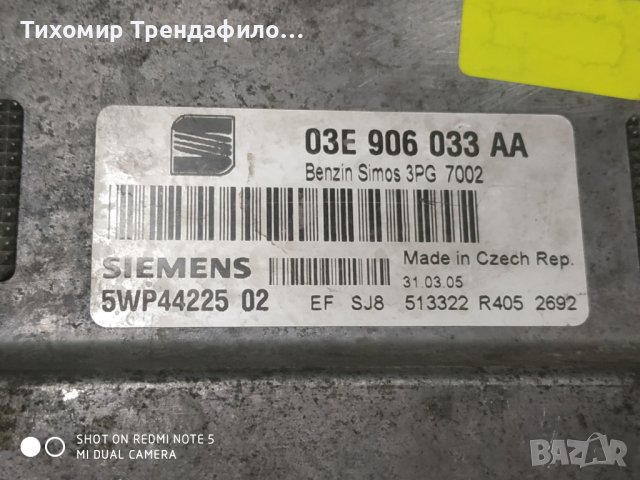 Тихомир Трендафило...
03E 906 033 AA
Benzin Simos 3PG 7002
SIEMENS
Made in Czech Rep.
31.03.05
5WP44225 02
EF SJ8 513322 R405 2692
SHOT ON REDMI NOTE 5
MI DUAL CAMERA
BAZAR